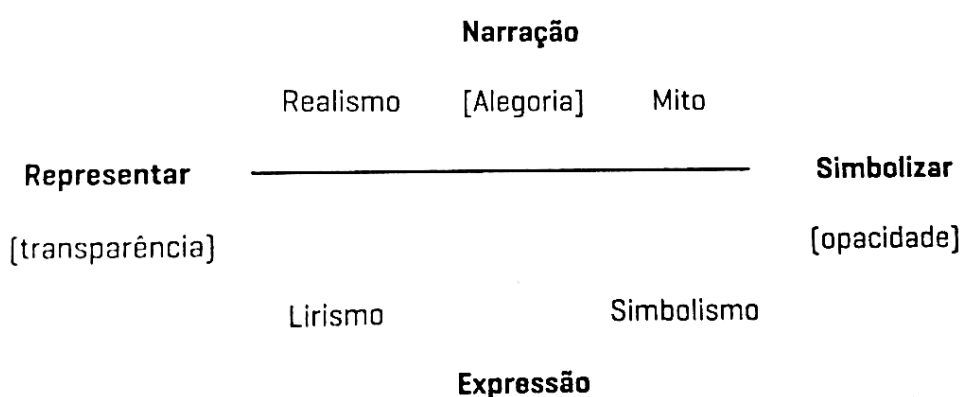 Narração
Realismo [Alegoria] Mito
Representar Simbolizar
[transparência] [opacidade]
Lirismo Simbolismo
Expressão